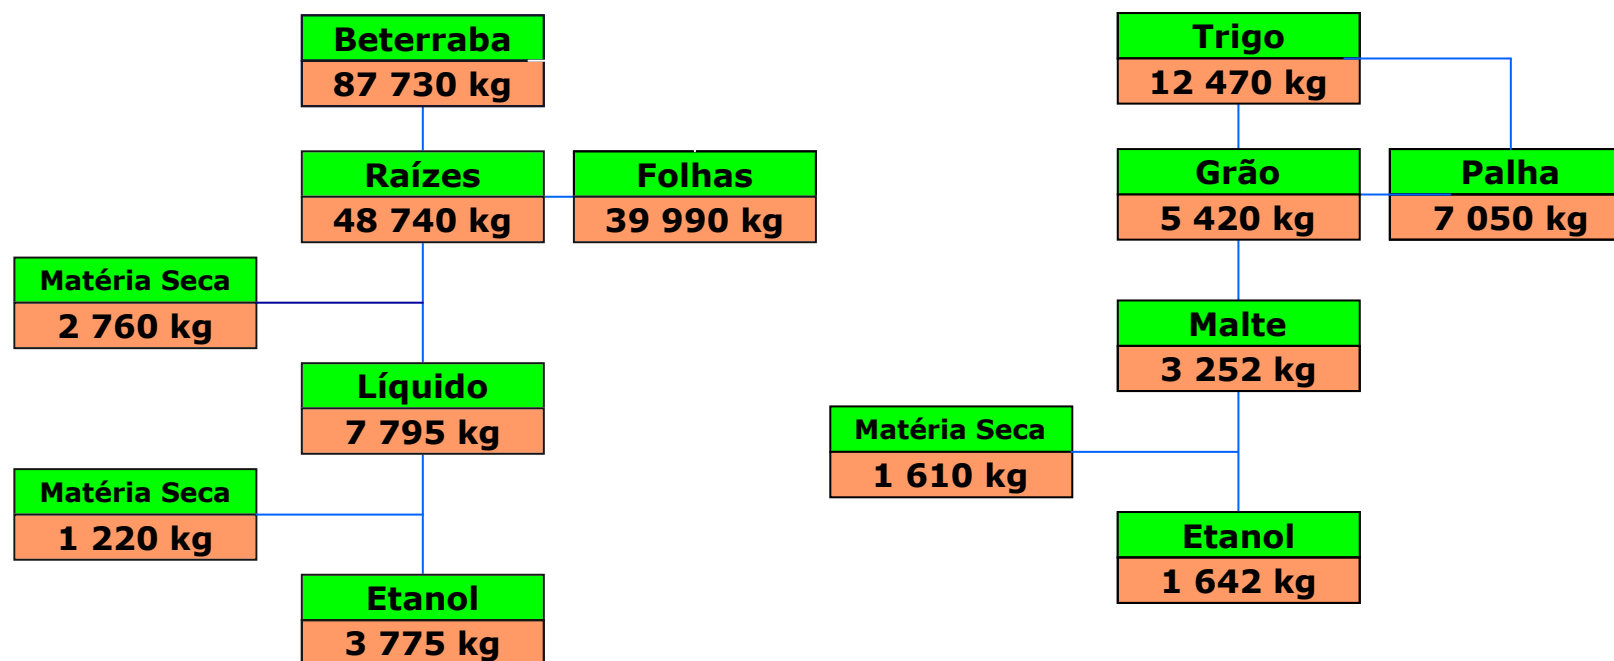 Beterraba
87 730 kg
Raízes
48 740 kg
Folhas
39 990 kg
Matéria Seca
2 760 kg
Líquido
7 795 kg
Matéria Seca
1 220 kg
Etanol
3 775 kg
Trigo
12 470 kg
Grão
5 420 kg
Palha
7 050 kg
Malte
3 252 kg
Matéria Seca
1 610 kg
Etanol
1 642 kg